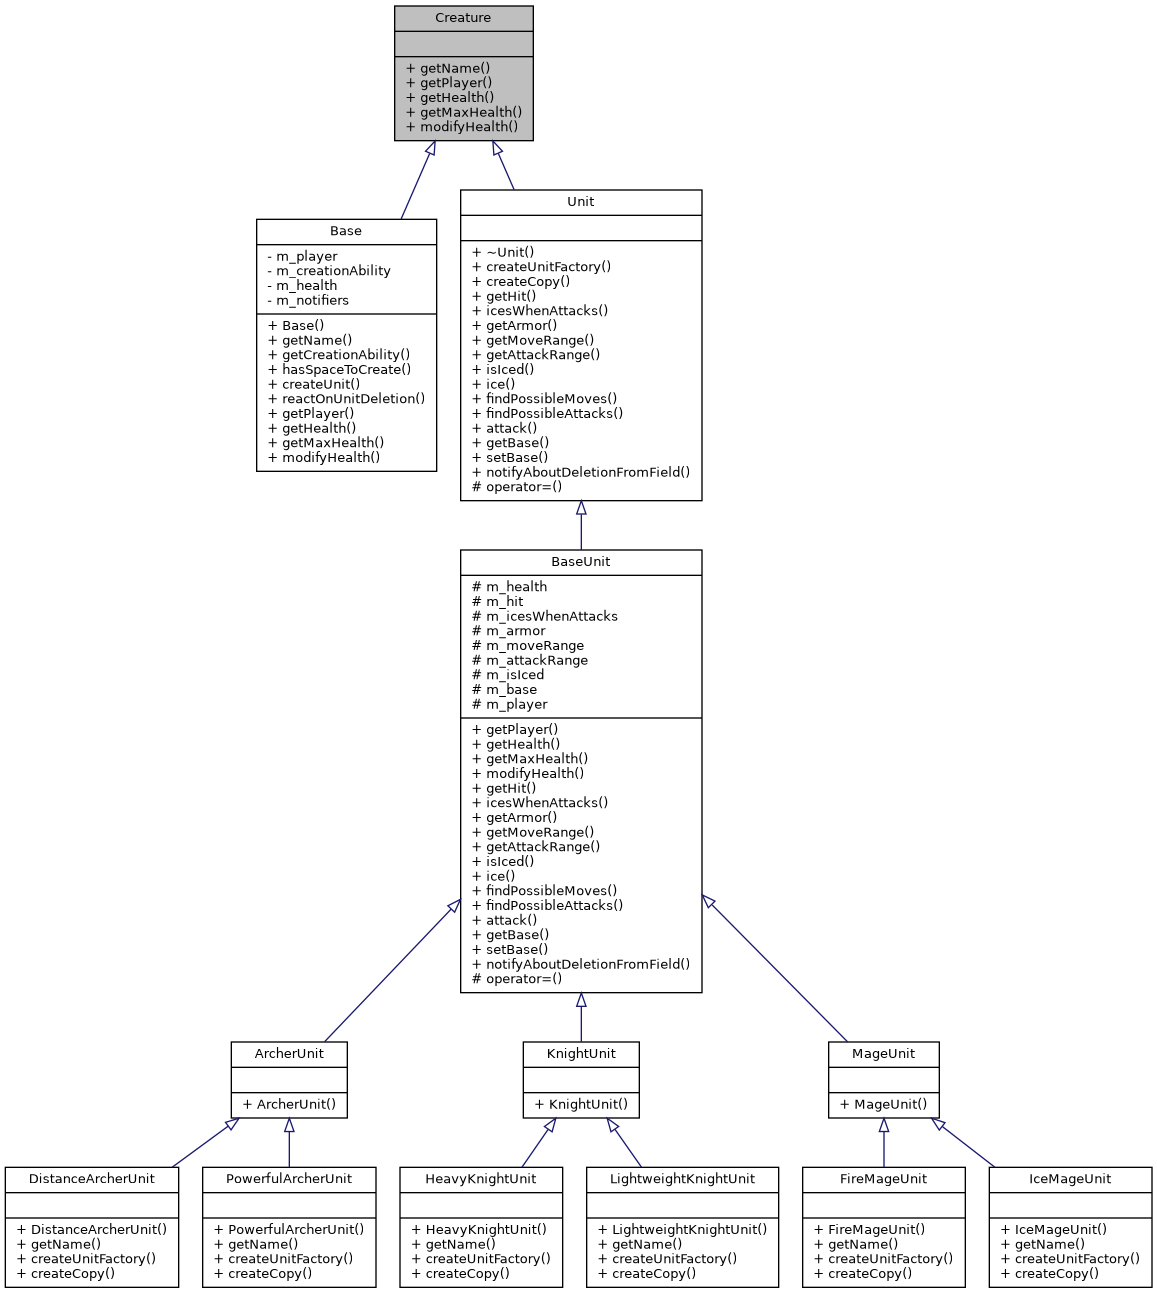 Creature
+ getName()
+ getPlayer()
+ getHealth()
+ getMaxHealth()
+ modifyHealth()
Base
- m_player
- m_creationAbility
- m_health
- m_notifiers
+ Base()
+ getName()
+ getCreationAbility()
+ hasSpaceToCreate()
+ createUnit()
+ reactOnUnitDeletion()
+ getPlayer()
+ getHealth()
+ getMaxHealth()
+ modifyHealth()
Unit
+ ~Unit()
+ createUnitFactory()
+ createCopy()
+ getHit()
+ icesWhenAttacks()
+ getArmor()
+ getMoveRange()
+ getAttackRange()
+ isIced()
+ ice()
+ findPossibleMoves()
+ findPossibleAttacks()
+ attack()
+ getBase()
+ setBase()
+ notifyAboutDeletionFromField()
# operator=()
BaseUnit
# m_health
# m_hit
# m_icesWhenAttacks
# m_armor
# m_moveRange
# m_attackRange
# m_isIced
# m_base
# m_player
+ getPlayer()
+ getHealth()
+ getMaxHealth()
+ modifyHealth()
+ getHit()
+ icesWhenAttacks()
+ getArmor()
+ getMoveRange()
+ getAttackRange()
+ isIced()
+ ice()
+ findPossibleMoves()
+ findPossibleAttacks()
+ attack()
+ getBase()
+ setBase()
+ notifyAboutDeletionFromField()
# operator=()
ArcherUnit
+ ArcherUnit()
KnightUnit
+ KnightUnit()
MageUnit
+ MageUnit()
DistanceArcherUnit
+ DistanceArcherUnit()
+ getName()
+ createUnitFactory()
+ createCopy()
PowerfulArcherUnit
+ PowerfulArcherUnit()
+ getName()
+ createUnitFactory()
+ createCopy()
HeavyKnightUnit
+ HeavyKnightUnit()
+ getName()
+ createUnitFactory()
+ createCopy()
LightweightKnightUnit
+ LightweightKnightUnit()
+ getName()
+ createUnitFactory()
+ createCopy()
FireMageUnit
+ FireMageUnit()
+ getName()
+ createUnitFactory()
+ createCopy()
IceMageUnit
+ IceMageUnit()
+ getName()
+ createUnitFactory()
+ createCopy()